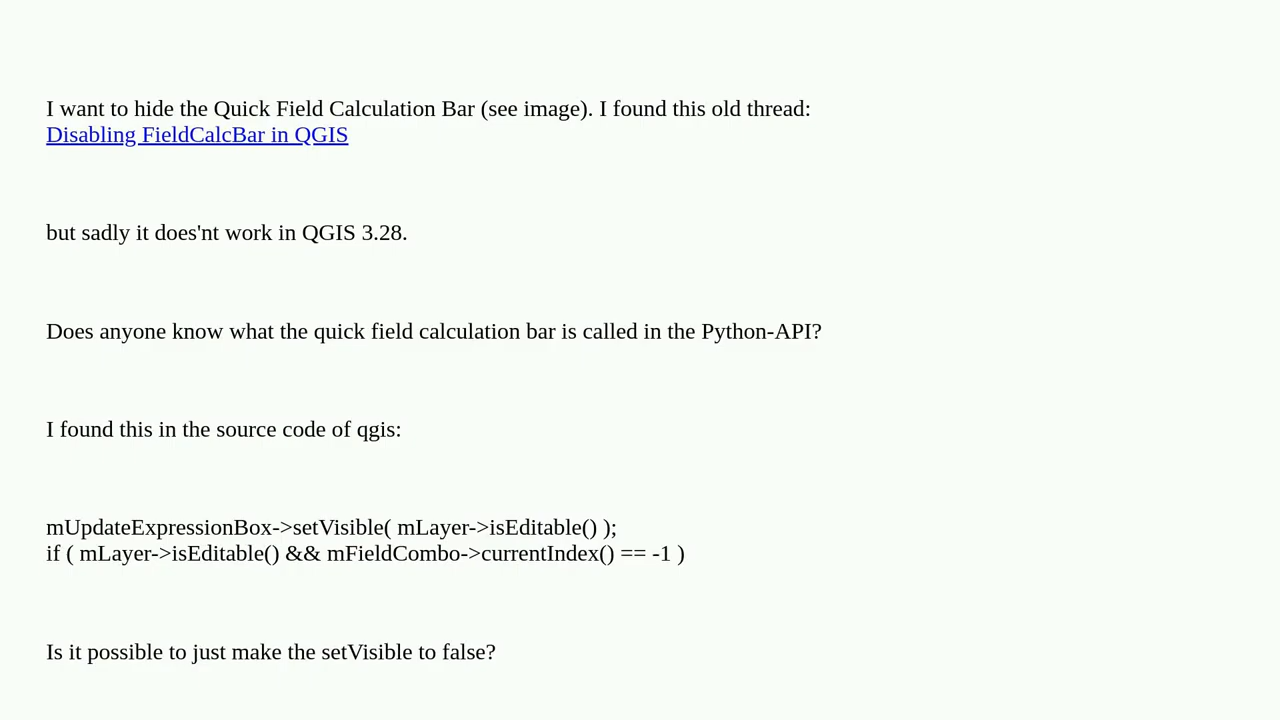 I want to hide the Quick Field Calculation Bar (see image). I found this old thread:
Disabling FieldCalcBar in QGIS
but sadly it does'nt work in QGIS 3.28.
Does anyone know what the quick field calculation bar is called in the Python-API?
I found this in the source code of qgis:
mUpdateExpressionBox->setVisible( mLayer->isEditable() );
if ( mLayer->isEditable() && mFieldCombo->currentIndex() == -1 )
Is it possible to just make the setVisible to false?